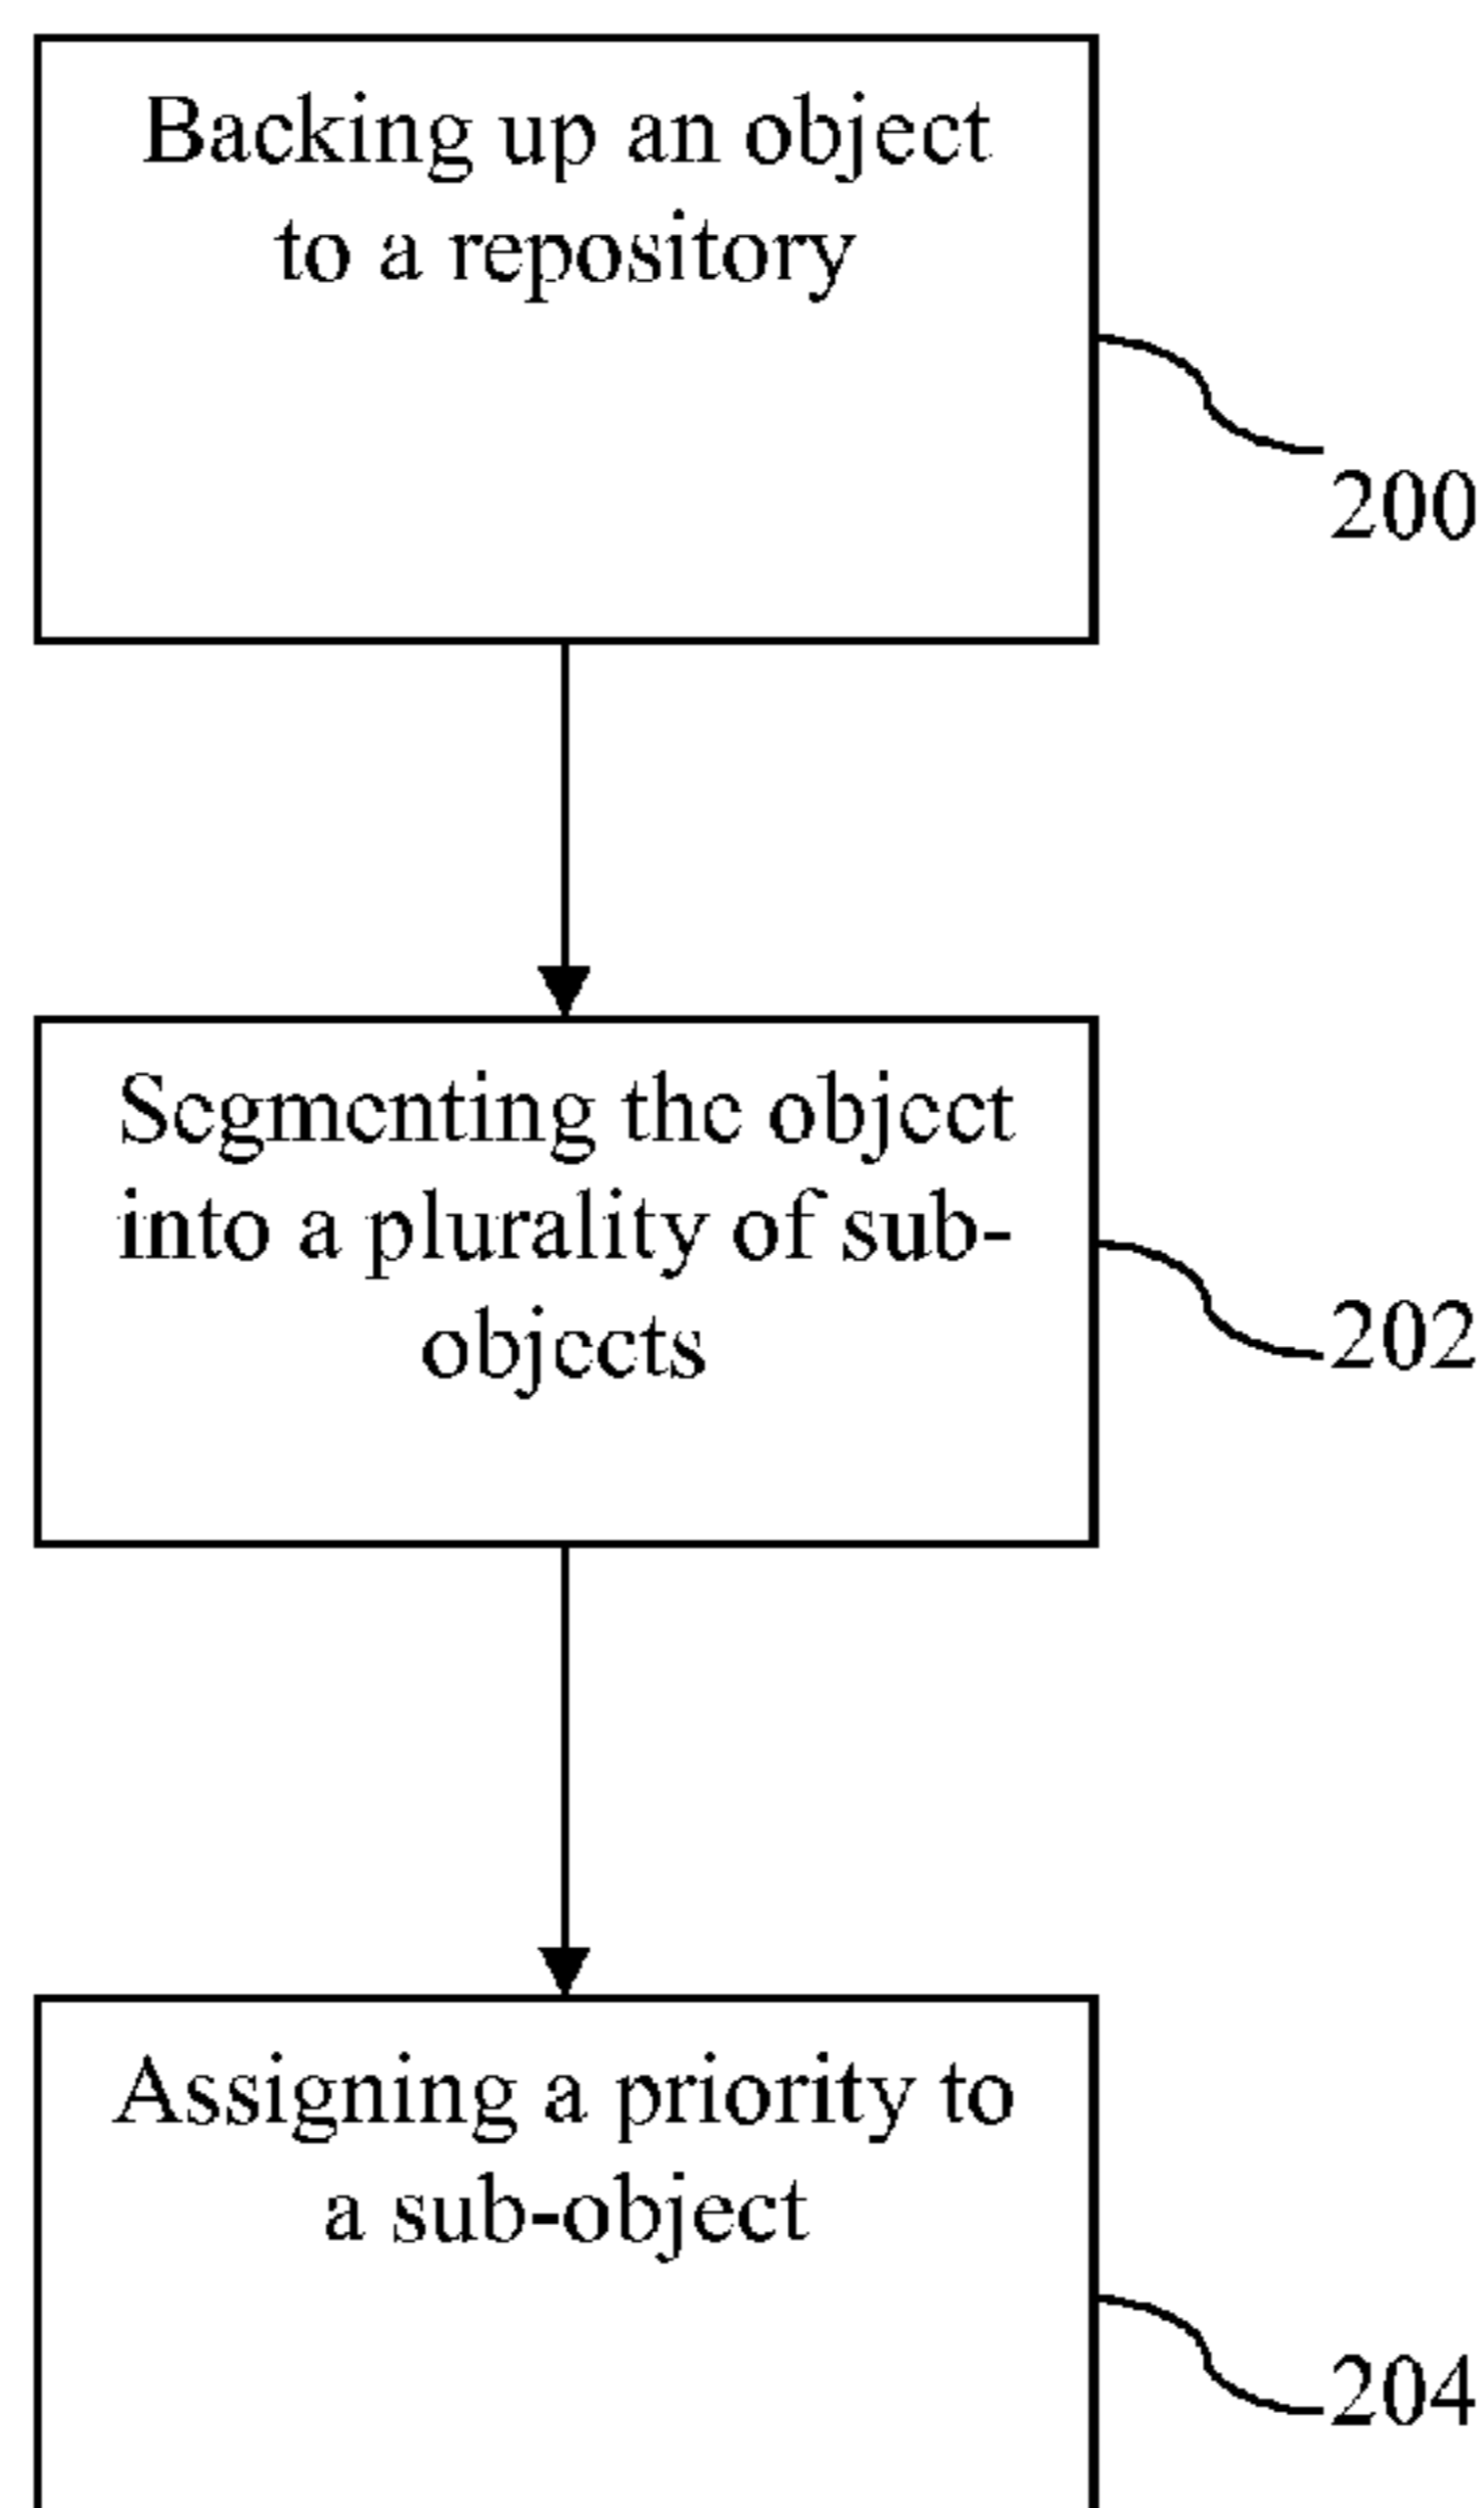 Backing up an object
to a repository
200
Segmenting the object
into a plurality of sub-
objects
202
Assigning a priority to
a sub-object
204